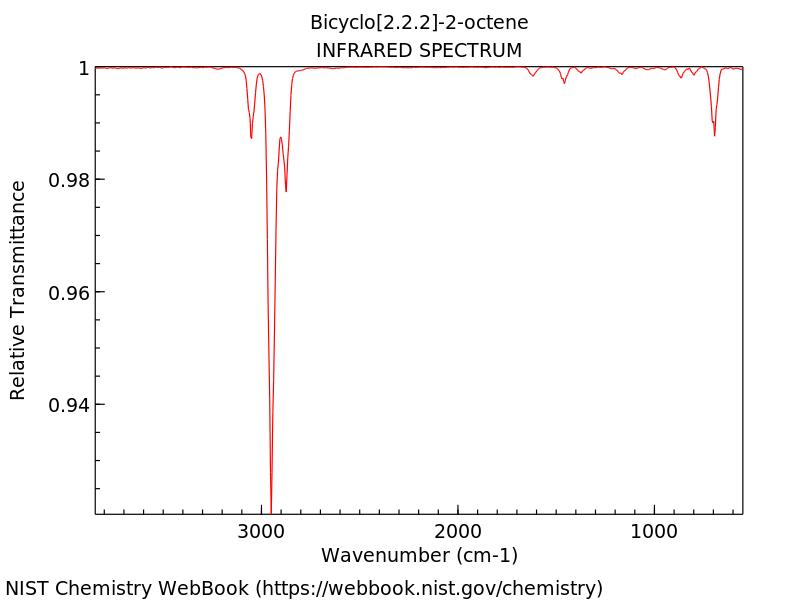 Bicyclo[2.2.2]-2-octene
INFRARED SPECTRUM
1
0.98
0.96
0.94
Relative Transmittance
3000 2000 1000
Wavenumber (cm-1)
NIST Chemistry WebBook (https://webbook.nist.gov/chemistry)